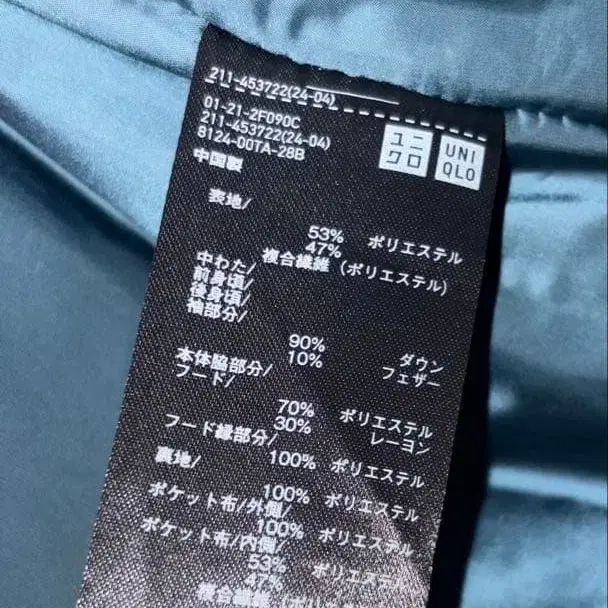 211-453722(24-04)
01-21-2F090C
211-453722(24-04)
8124-00TA-28B
中国製
ユニ
クロ
UNI
QLO
表地/
53% ポリエステル
47% 複合繊維 (ポリエステル)
中わた/
前身頃/
後身頃/
袖部分/
90% ダウン
10% フェザー
本体脇部分/
フード/
70% ポリエステル
30% レーヨン
フード縁部分/
100% ポリエステル
裏地/
100% ポリエステル
ポケット布/外側/
100% ポリエステル
ポケット布/内側/
53% ポリエステル
47%
複合繊維 (ポリエステル)